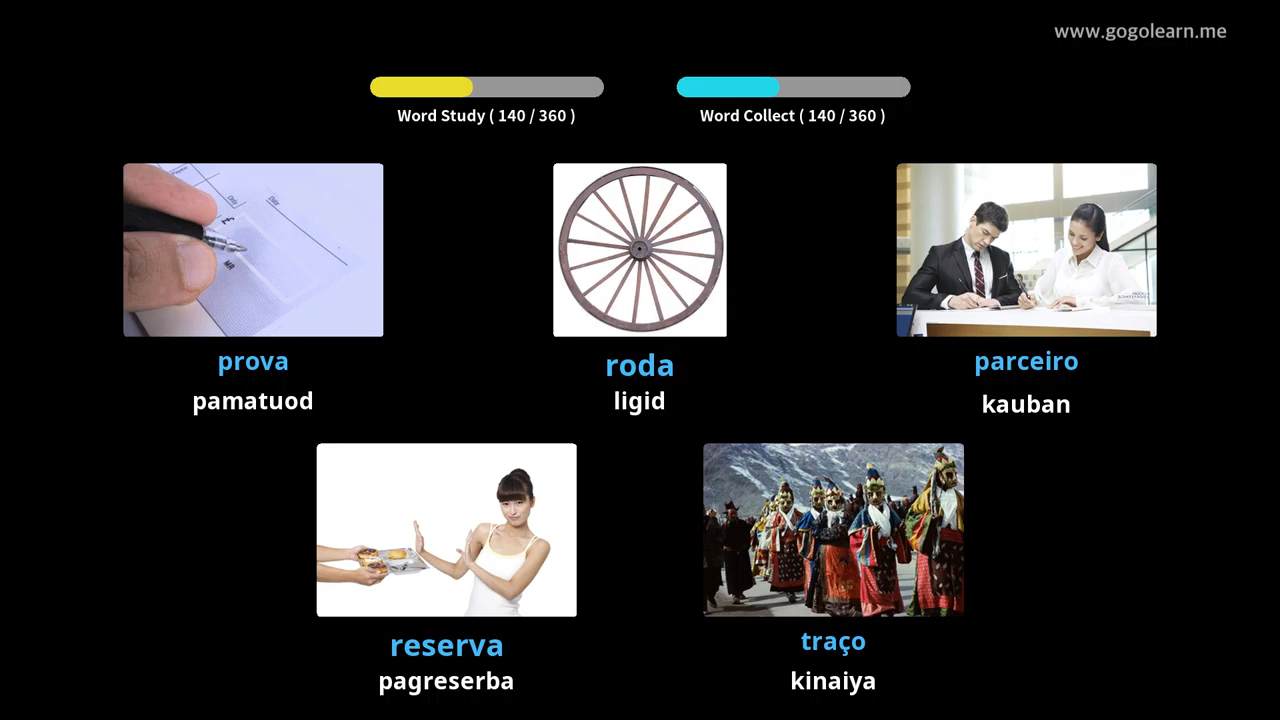 www.gogolearn.me
Word Study ( 140 / 360 )
Word Collect ( 140 / 360 )
prova
pamatuod
roda
ligid
parceiro
kauban
reserva
pagreserba
traço
kinaiya